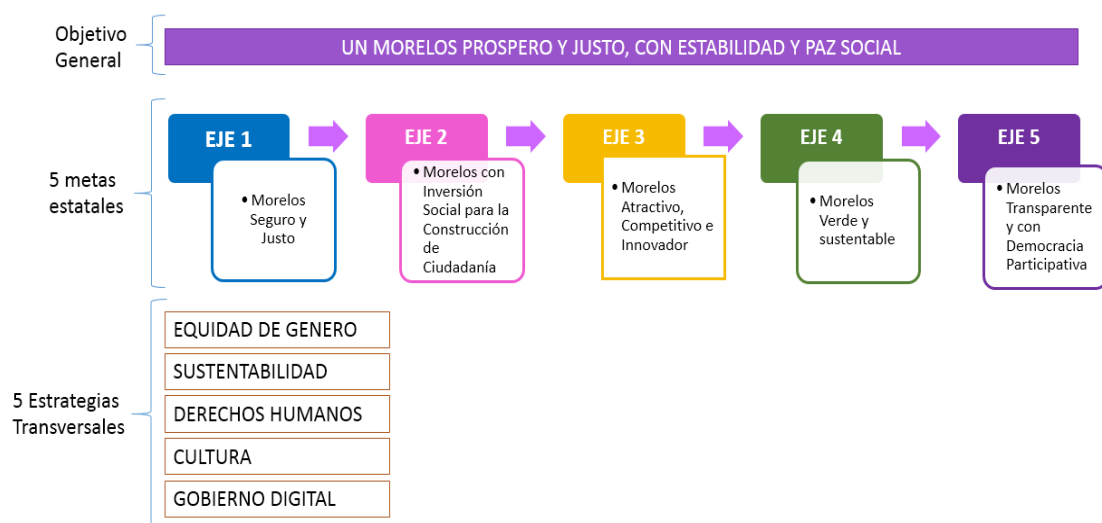 Objetivo
General
UN MORELOS PROSPERO Y JUSTO, CON ESTABILIDAD Y PAZ SOCIAL
5 metas
estatales
EJE 1
• Morelos
Seguro y
Justo
EJE 2
• Morelos con
Inversión
Social para la
Construcción
de
Ciudadanía
EJE 3
• Morelos
Atractivo,
Competitivo e
Innovador
EJE 4
• Morelos
Verde y
sustentable
EJE 5
• Morelos
Transparente
y con
Democracia
Participativa
5 Estrategias
Transversales
EQUIDAD DE GENERO
SUSTENTABILIDAD
DERECHOS HUMANOS
CULTURA
GOBIERNO DIGITAL